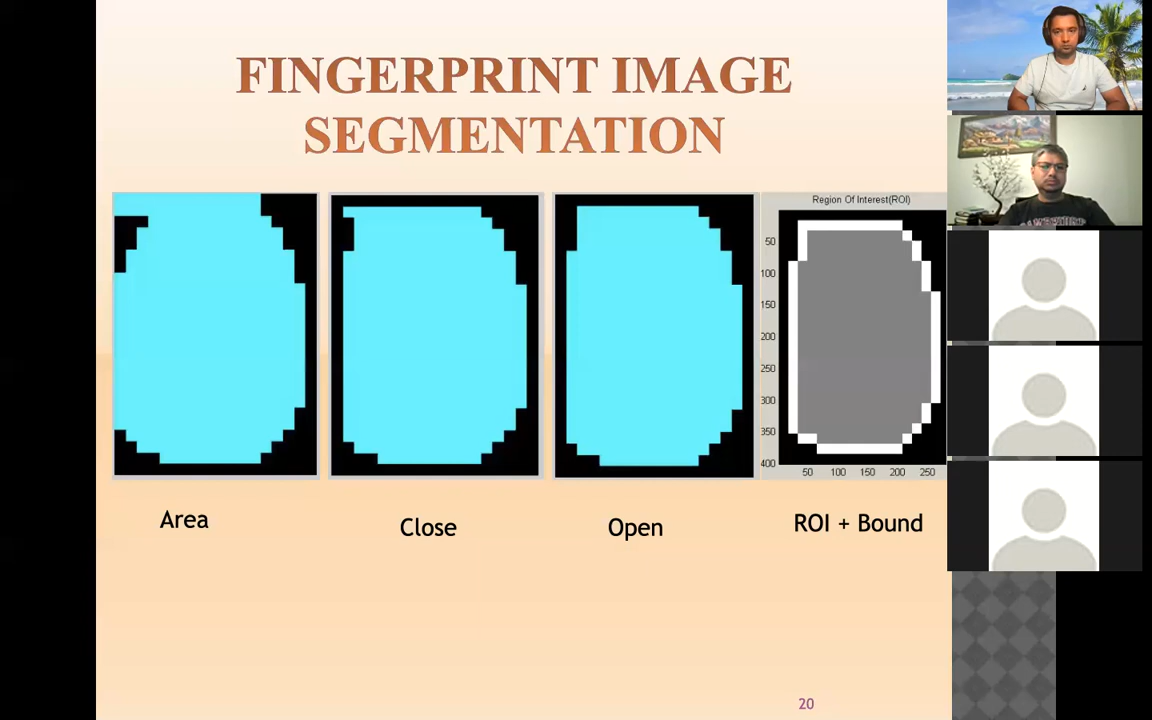 FINGERPRINT IMAGE
SEGMENTATION
Region Of Interest(ROI)
50
100
150
200
250
300
350
400
50 100 150 200 250
Area
Close
Open
ROI + Bound
20